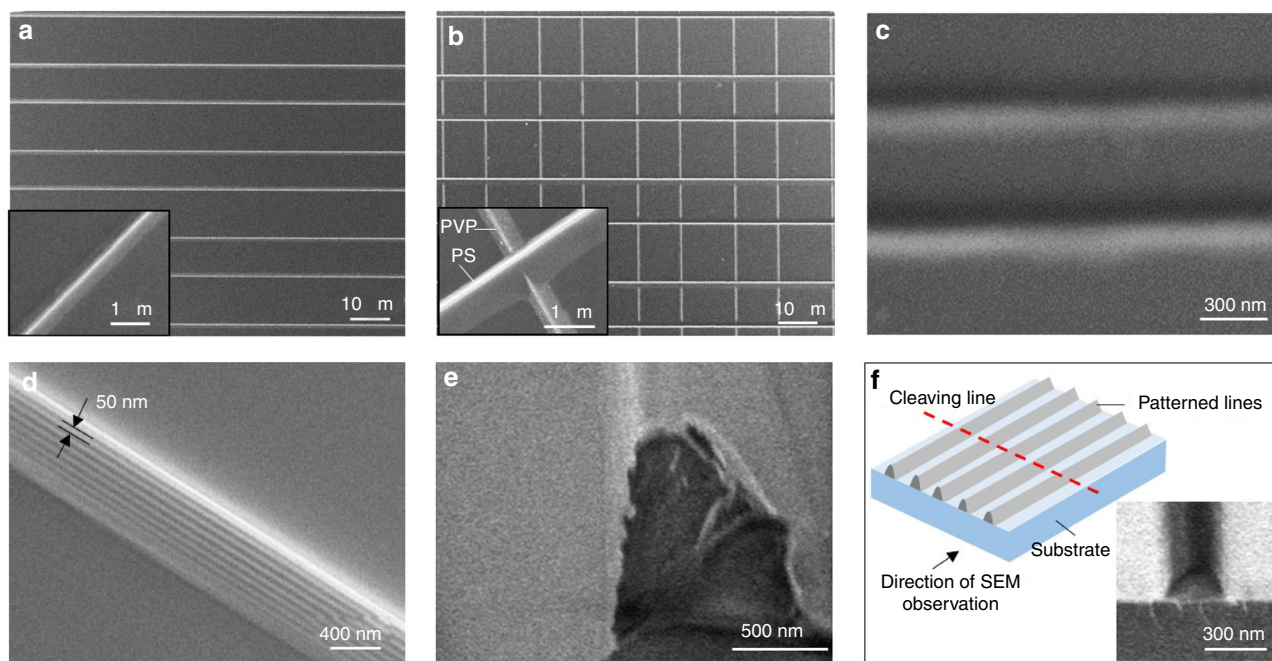 a
1 m
10 m
b
PVP
PS
1 m
10 m
c
300 nm
d
50 nm
400 nm
e
500 nm
f
Cleaving line
Patterned lines
Substrate
Direction of SEM
observation
300 nm